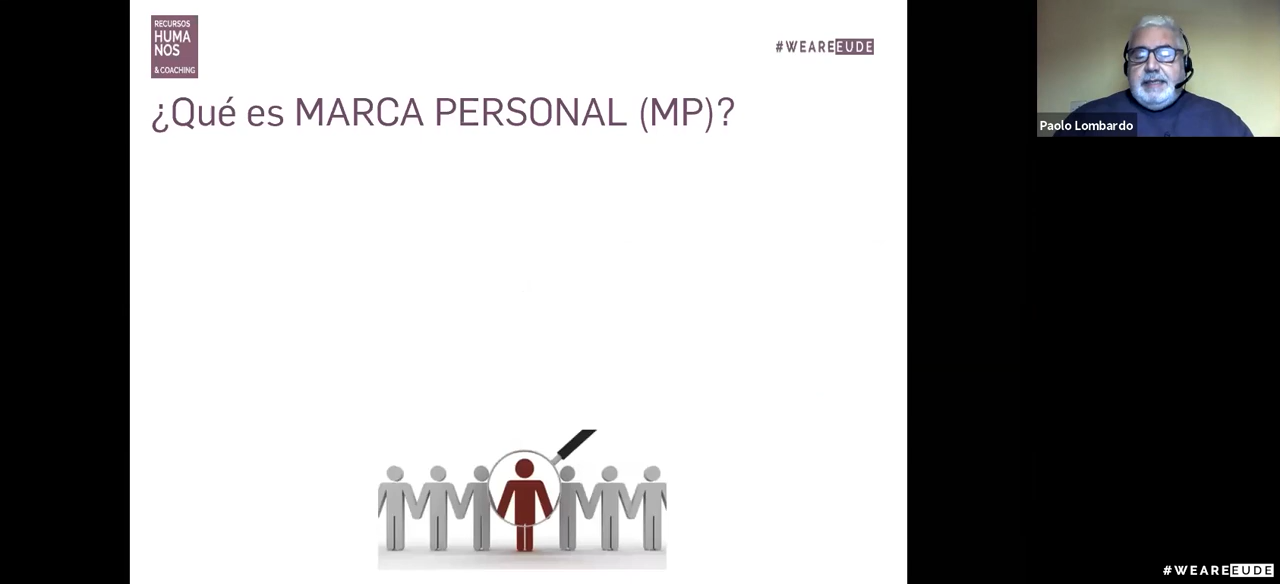 RECURSOS
HUMA
NOS
& COACHING
#WEAREEUDE
¿Qué es MARCA PERSONAL (MP)?
Paolo Lombardo
#WEAREEUDE